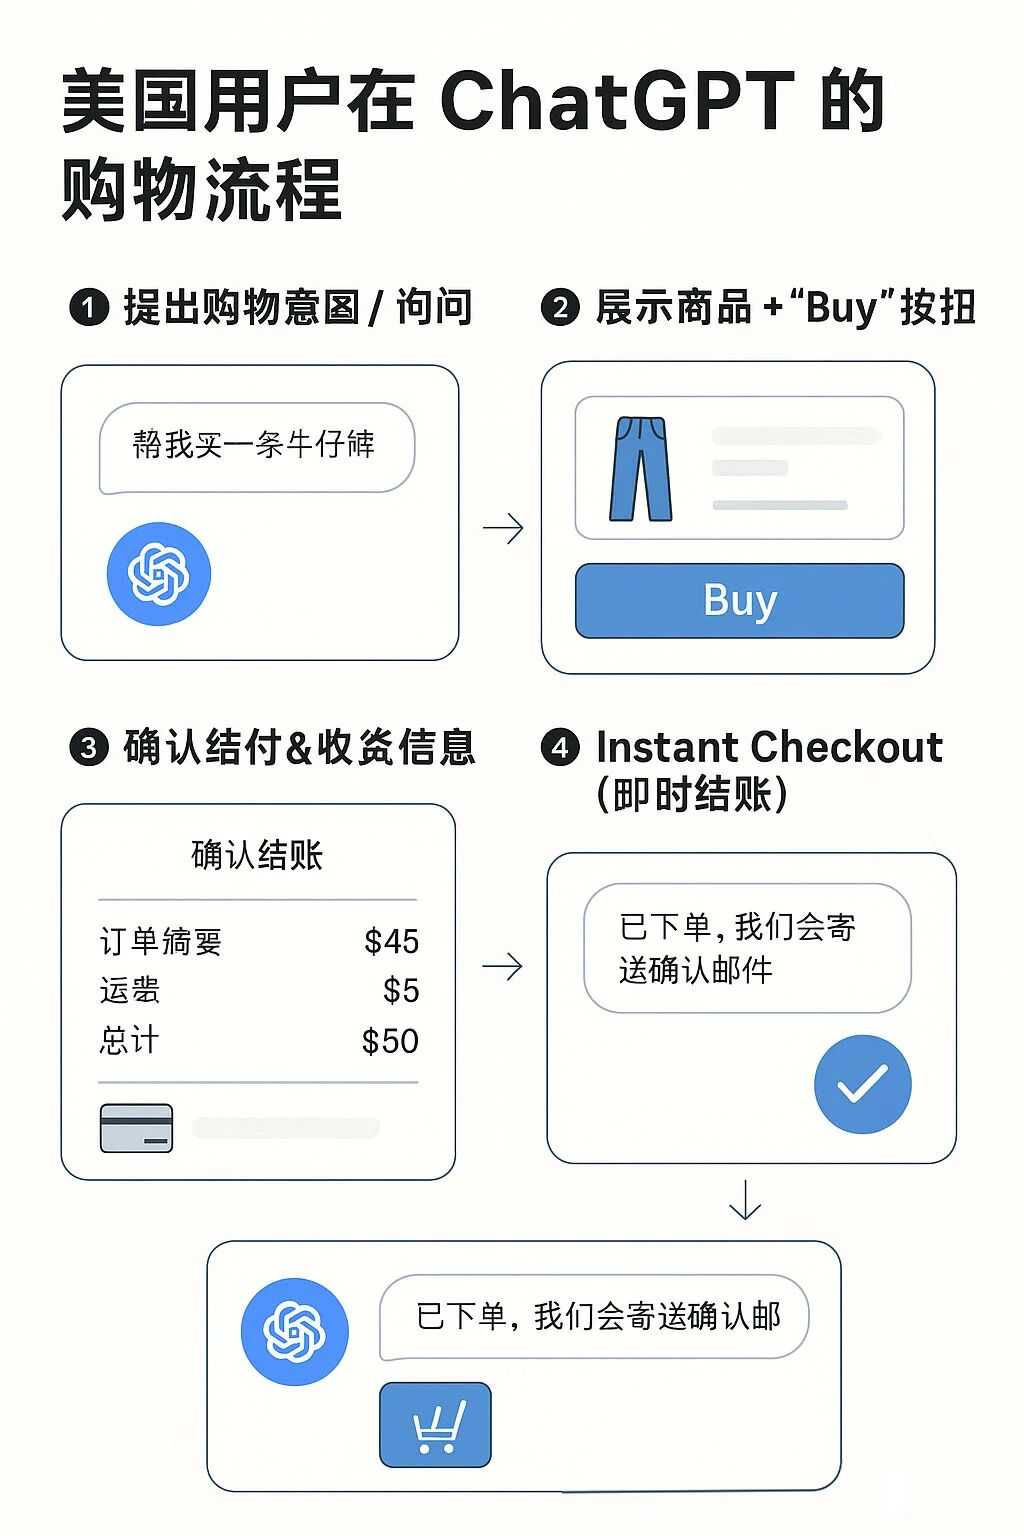 美国用户在 ChatGPT 的
购物流程
1 提出购物意图 / 询问
2 展示商品 + “Buy” 按扭
帮我买一条牛仔裤
Buy
3 确认结付&收货信息
4 Instant Checkout
(即时结账)
确认结账
订单摘要 $45
运费 $5
总计 $50
已下单, 我们会寄
送确认邮件
已下单, 我们会寄送确认邮